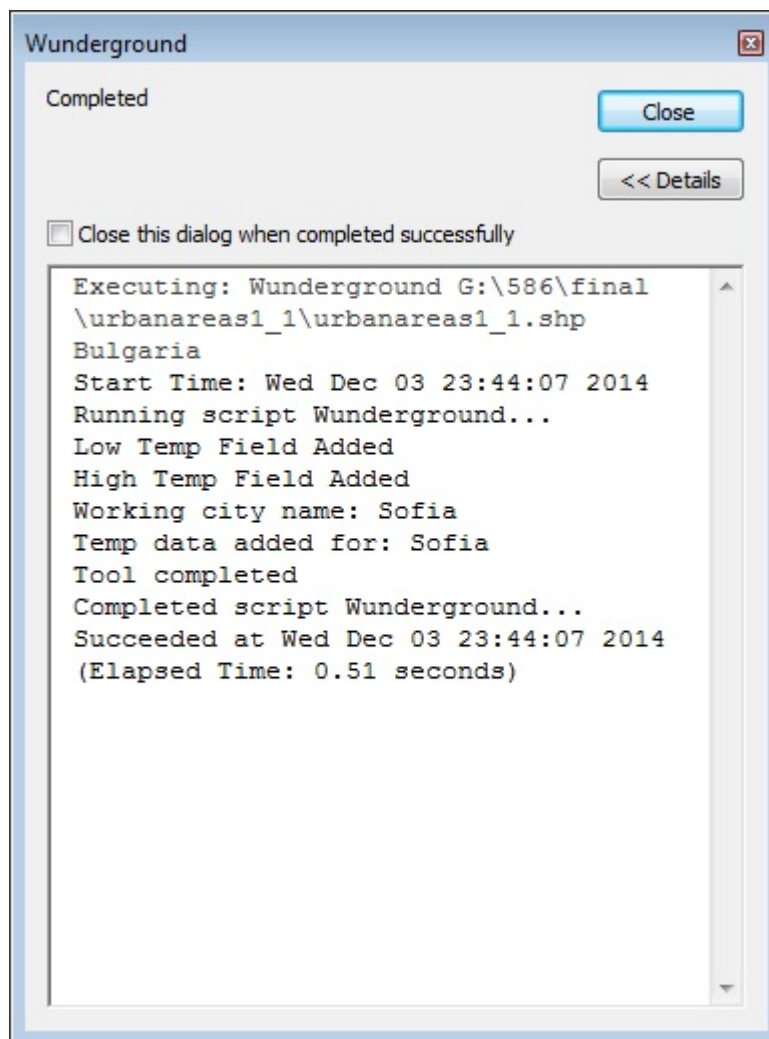 Wunderground
Completed
Close
<< Details
Close this dialog when completed successfully
Executing: Wunderground G:\586\final
\urbanareas1_1\urbanareas1_1.shp
Bulgaria
Start Time: Wed Dec 03 23:44:07 2014
Running script Wunderground...
Low Temp Field Added
High Temp Field Added
Working city name: Sofia
Temp data added for: Sofia
Tool completed
Completed script Wunderground...
Succeeded at Wed Dec 03 23:44:07 2014
(Elapsed Time: 0.51 seconds)